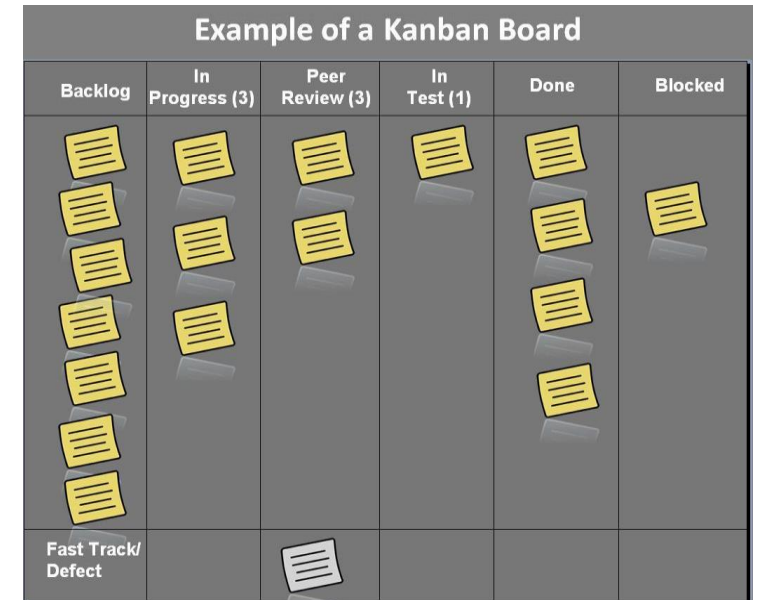 Example of a Kanban Board
Backlog
In
Progress (3)
Peer
Review (3)
In
Test (1)
Done
Blocked
Fast Track/
Defect